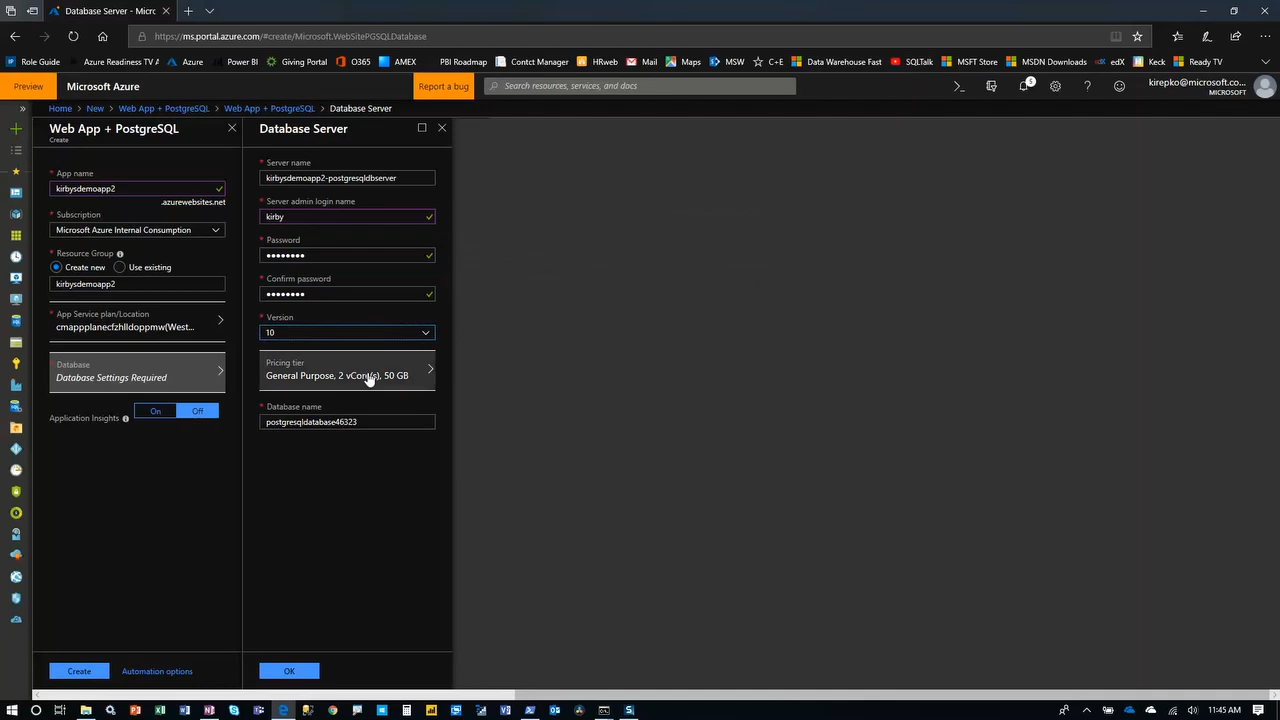 Database Server - Micr
https://ms.portal.azure.com/#create/Microsoft.WebSitePGSQLDatabase
Role Guide
Azure Readiness TV A
Azure
Power BI
Giving Portal
O365
AMEX
PBI Roadmap
Contct Manager
HRweb
Mail
Maps
MSW
C+E
Data Warehouse Fast
SQLTalk
MSFT Store
MSDN Downloads
edX
Keck
Ready TV
Preview
Microsoft Azure
Report a bug
Search resources, services, and docs
5
kirepko@microsoft.co...
MICROSOFT
Home > New > Web App + PostgreSQL > Web App + PostgreSQL > Database Server
Web App + PostgreSQL
Create
* App name
kirbysdemoapp2
.azurewebsites.net
* Subscription
Microsoft Azure Internal Consumption
* Resource Group
Create new
Use existing
kirbysdemoapp2
* App Service plan/Location
cmappplanecfzhlldoppmw(West...
* Database
Database Settings Required
Application Insights
On
Off
Create
Automation options
Database Server
* Server name
kirbysdemoapp2-postgresqldbserver
* Server admin login name
kirby
* Password
* Confirm password
* Version
10
Pricing tier
General Purpose, 2 vCore(s), 50 GB
* Database name
postgresqldatabase46323
OK
11:45 AM